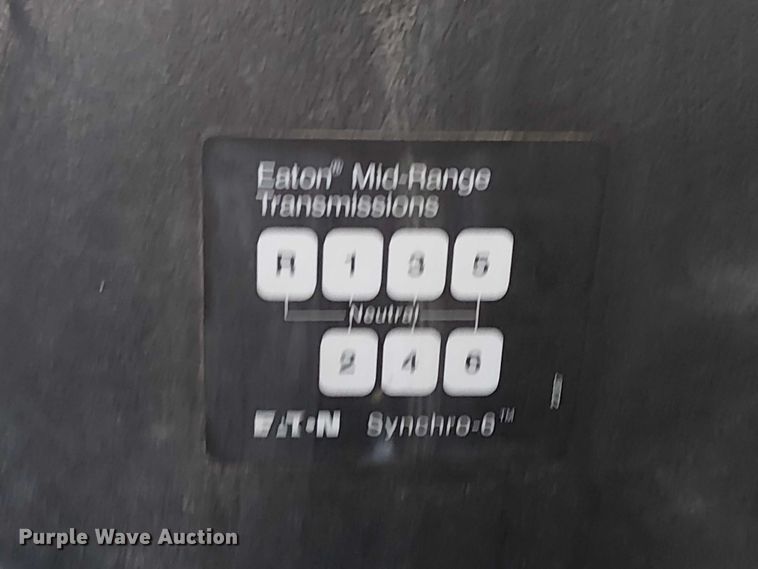 Eaton® Mid-Range
Transmissions
R 1 3 5
Neutral
2 4 6
EATON Synchro-6™
Purple Wave Auction